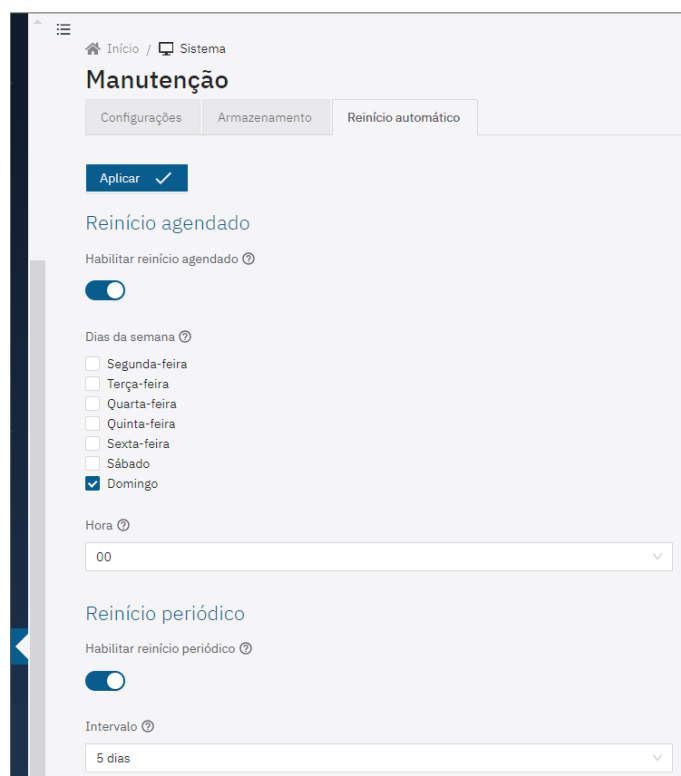 Início / Sistema
Manutenção
Configurações Armazenamento Reinício automático
Aplicar
Reinício agendado
Habilitar reinício agendado
Dias da semana
Segunda-feira
Terça-feira
Quarta-feira
Quinta-feira
Sexta-feira
Sábado
Domingo
Hora
00
Reinício periódico
Habilitar reinício periódico
Intervalo
5 dias